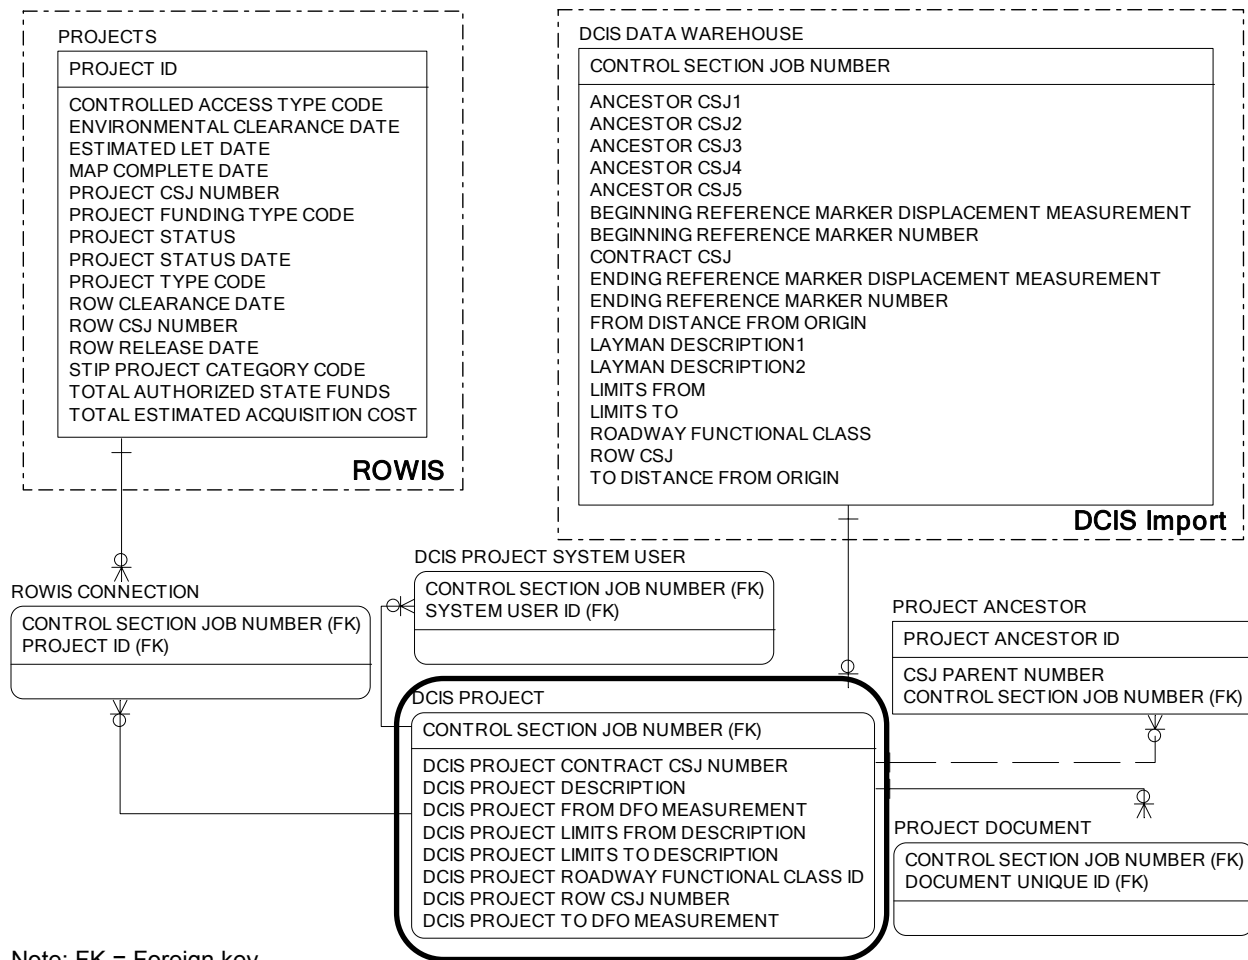 PROJECTS
PROJECT ID
CONTROLLED ACCESS TYPE CODE
ENVIRONMENTAL CLEARANCE DATE
ESTIMATED LET DATE
MAP COMPLETE DATE
PROJECT CSJ NUMBER
PROJECT FUNDING TYPE CODE
PROJECT STATUS
PROJECT STATUS DATE
PROJECT TYPE CODE
ROW CLEARANCE DATE
ROW CSJ NUMBER
ROW RELEASE DATE
STIP PROJECT CATEGORY CODE
TOTAL AUTHORIZED STATE FUNDS
TOTAL ESTIMATED ACQUISITION COST
ROWIS
DCIS DATA WAREHOUSE
CONTROL SECTION JOB NUMBER
ANCESTOR CSJ1
ANCESTOR CSJ2
ANCESTOR CSJ3
ANCESTOR CSJ4
ANCESTOR CSJ5
BEGINNING REFERENCE MARKER DISPLACEMENT MEASUREMENT
BEGINNING REFERENCE MARKER NUMBER
CONTRACT CSJ
ENDING REFERENCE MARKER DISPLACEMENT MEASUREMENT
ENDING REFERENCE MARKER NUMBER
FROM DISTANCE FROM ORIGIN
LAYMAN DESCRIPTION1
LAYMAN DESCRIPTION2
LIMITS FROM
LIMITS TO
ROADWAY FUNCTIONAL CLASS
ROW CSJ
TO DISTANCE FROM ORIGIN
DCIS Import
ROWIS CONNECTION
CONTROL SECTION JOB NUMBER (FK)
PROJECT ID (FK)
DCIS PROJECT SYSTEM USER
CONTROL SECTION JOB NUMBER (FK)
SYSTEM USER ID (FK)
PROJECT ANCESTOR
PROJECT ANCESTOR ID
CSJ PARENT NUMBER
CONTROL SECTION JOB NUMBER (FK)
DCIS PROJECT
CONTROL SECTION JOB NUMBER (FK)
DCIS PROJECT CONTRACT CSJ NUMBER
DCIS PROJECT DESCRIPTION
DCIS PROJECT FROM DFO MEASUREMENT
DCIS PROJECT LIMITS FROM DESCRIPTION
DCIS PROJECT LIMITS TO DESCRIPTION
DCIS PROJECT ROADWAY FUNCTIONAL CLASS ID
DCIS PROJECT ROW CSJ NUMBER
DCIS PROJECT TO DFO MEASUREMENT
PROJECT DOCUMENT
CONTROL SECTION JOB NUMBER (FK)
DOCUMENT UNIQUE ID (FK)
Note: FK = Foreign key